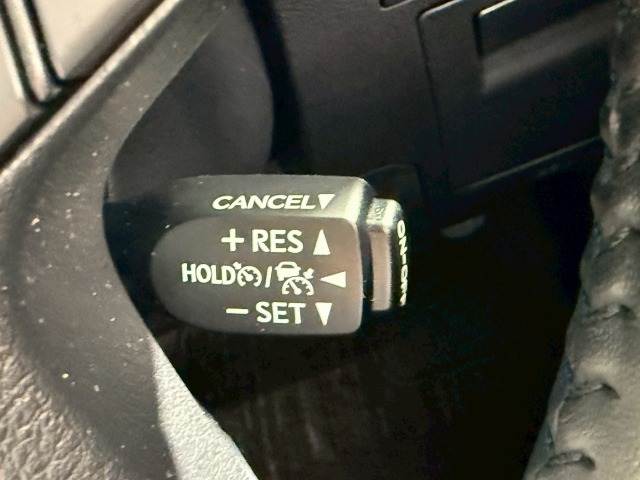 CANCEL▼
+ RES ▲
HOLD / ◀
− SET ▼
ON-OFF